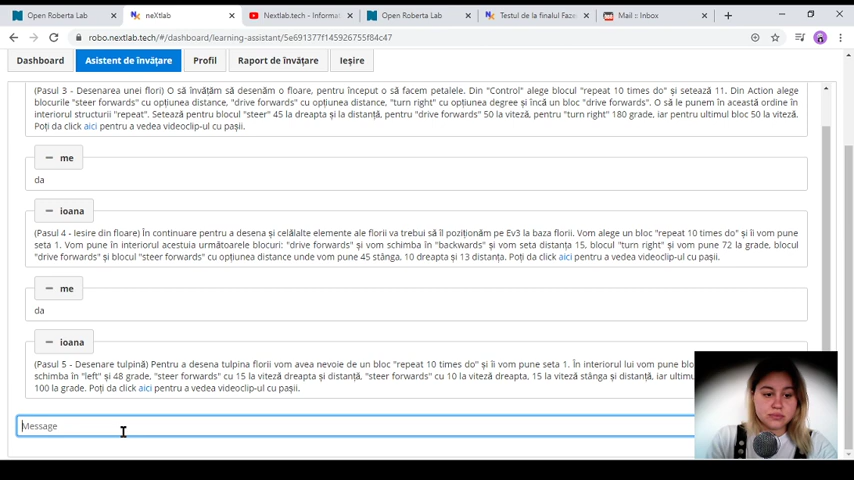 Open Roberta Lab
neXtlab
Nextlab.tech - Informati
Open Roberta Lab
Testul de la finalul Faze
Mail :: Inbox
robo.nextlab.tech/#/dashboard/learning-assistant/5e691377f145926755f84c47
Dashboard
Asistent de învățare
Profil
Raport de învățare
Ieșire
(Pasul 3 - Desenarea unei flori) O să învățăm să desenăm o floare, pentru început o să facem petalele. Din "Control" alege blocul "repeat 10 times do" și setează 11. Din Action alege
blocurile "steer forwards" cu opțiunea distance, "drive forwards" cu opțiunea distance, "turn right" cu opțiunea degree și încă un bloc "drive forwards". O să le punem în această ordine în
interiorul structurii "repeat". Setează pentru blocul "steer" 45 la dreapta și la distanță, pentru "drive forwards" 50 la viteză, pentru "turn right" 180 grade, iar pentru ultimul bloc 50 la viteză.
Poți da click aici pentru a vedea videoclip-ul cu pașii.
me
da
ioana
(Pasul 4 - Iesire din floare) În continuare pentru a desena și celălalte elemente ale florii va trebui să îl poziționăm pe Ev3 la baza florii. Vom alege un bloc "repeat 10 times do" și îi vom pune
seta 1. Vom pune în interiorul acestuia următoarele blocuri: "drive forwards" și vom schimba în "backwards" și vom seta distanța 15, blocul "turn right" și vom pune 72 la grade, blocul
"drive forwards" și blocul "steer forwards" cu opțiunea distance unde vom pune 45 stânga, 10 dreapta și 13 distanța. Poți da click aici pentru a vedea videoclip-ul cu pașii.
me
da
ioana
(Pasul 5 - Desenare tulpină) Pentru a desena tulpina florii vom avea nevoie de un bloc "repeat 10 times do" și îi vom pune seta 1. În interiorul lui vom pune blo
schimba în "left" și 48 grade, "steer forwards" cu 15 la viteză dreapta și distanță, "steer forwards" cu 10 la viteză dreapta, 15 la viteză stânga și distanță, iar ultimu
100 la grade. Poți da click aici pentru a vedea videoclip-ul cu pașii.
Message